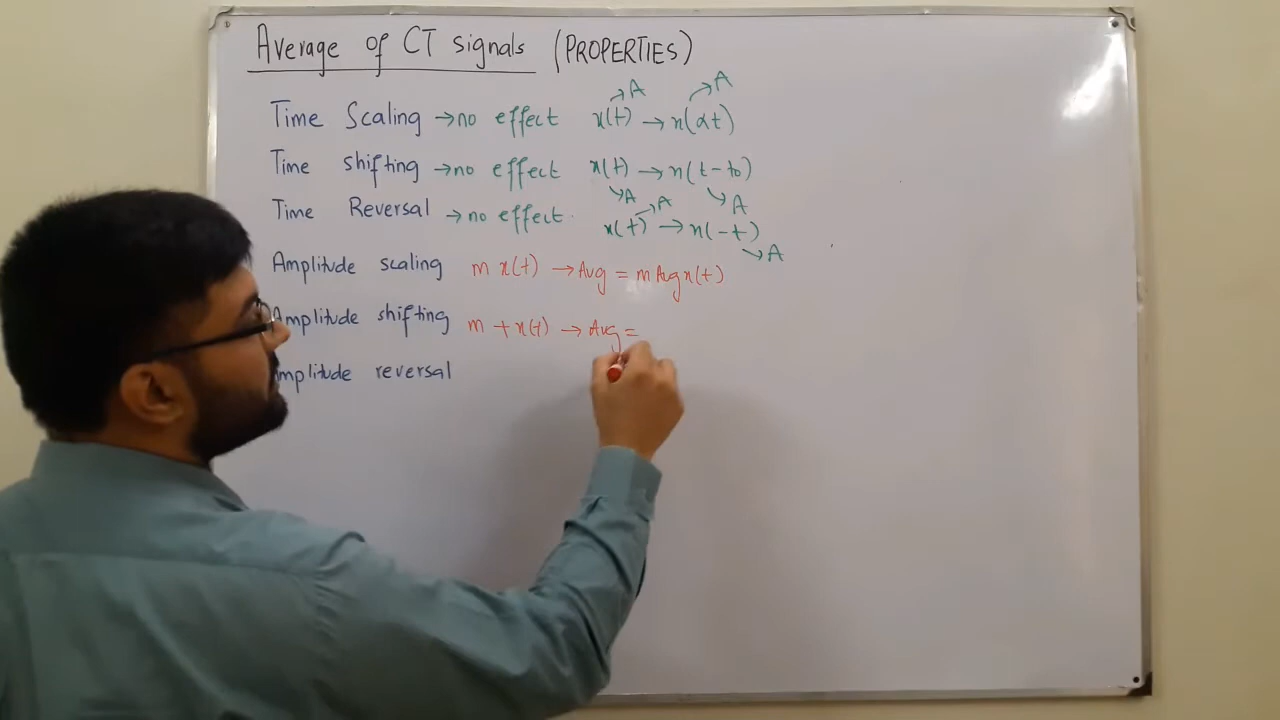 Average of CT signals (PROPERTIES)
Time Scaling → no effect x(t) → x(αt)
A A
Time shifting → no effect x(t) → x(t-to)
A A
Time Reversal → no effect. x(t) → x(-t)
A A
Amplitude scaling m x(t) → Avg = m Avg x(t)
Amplitude shifting m + x(t) → Avg =
mplitude reversal